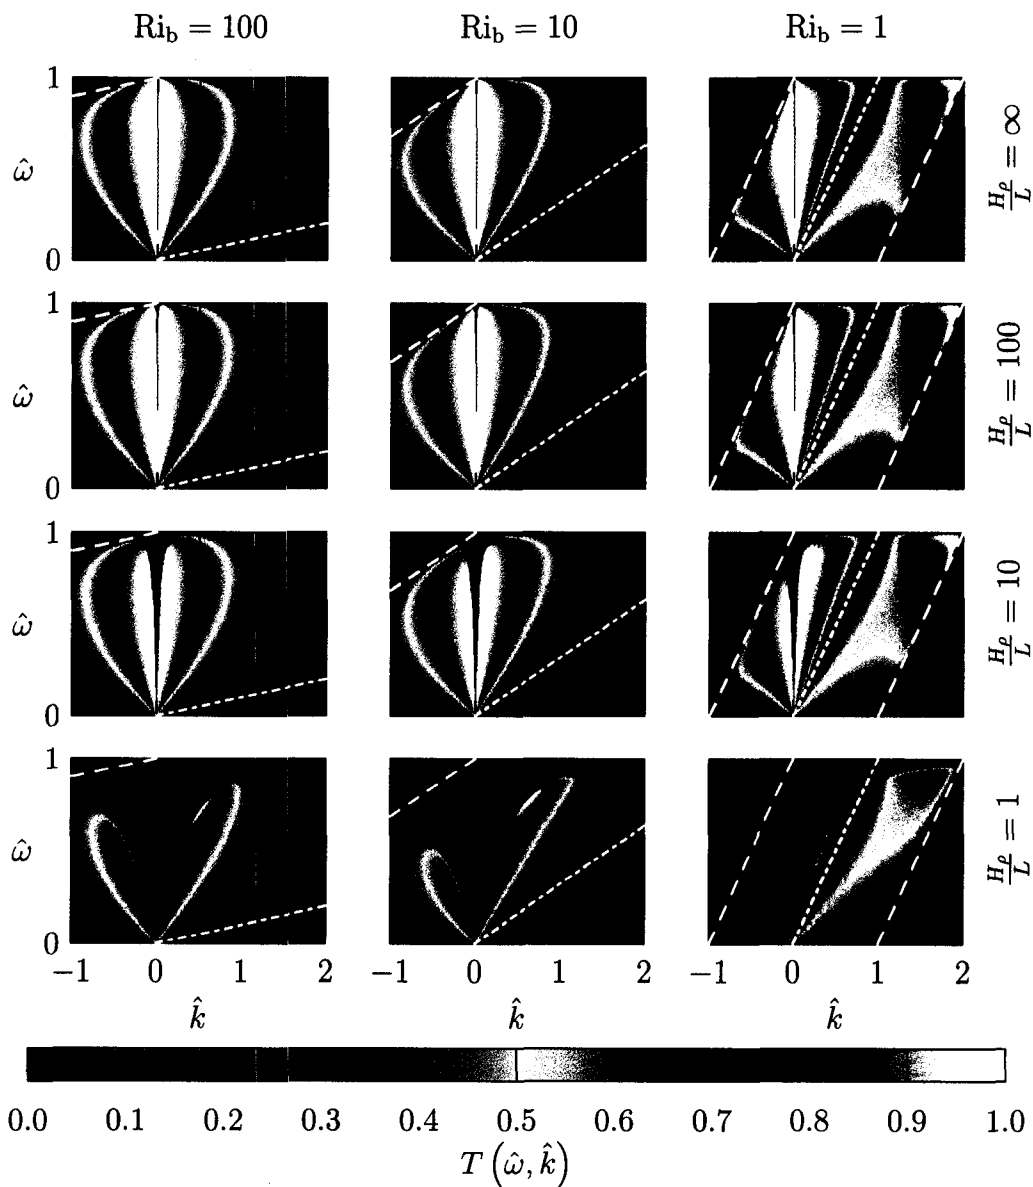 Ri_b = 100 Ri_b = 10 Ri_b = 1
1
ω̂
0
H_ρ/L = ∞
1
ω̂
0
H_ρ/L = 100
1
ω̂
0
H_ρ/L = 10
1
ω̂
0
H_ρ/L = 1
−1 0 1 2 −1 0 1 2 −1 0 1 2
k̂ k̂ k̂
0.0 0.1 0.2 0.3 0.4 0.5 0.6 0.7 0.8 0.9 1.0
T (ω̂, k̂)